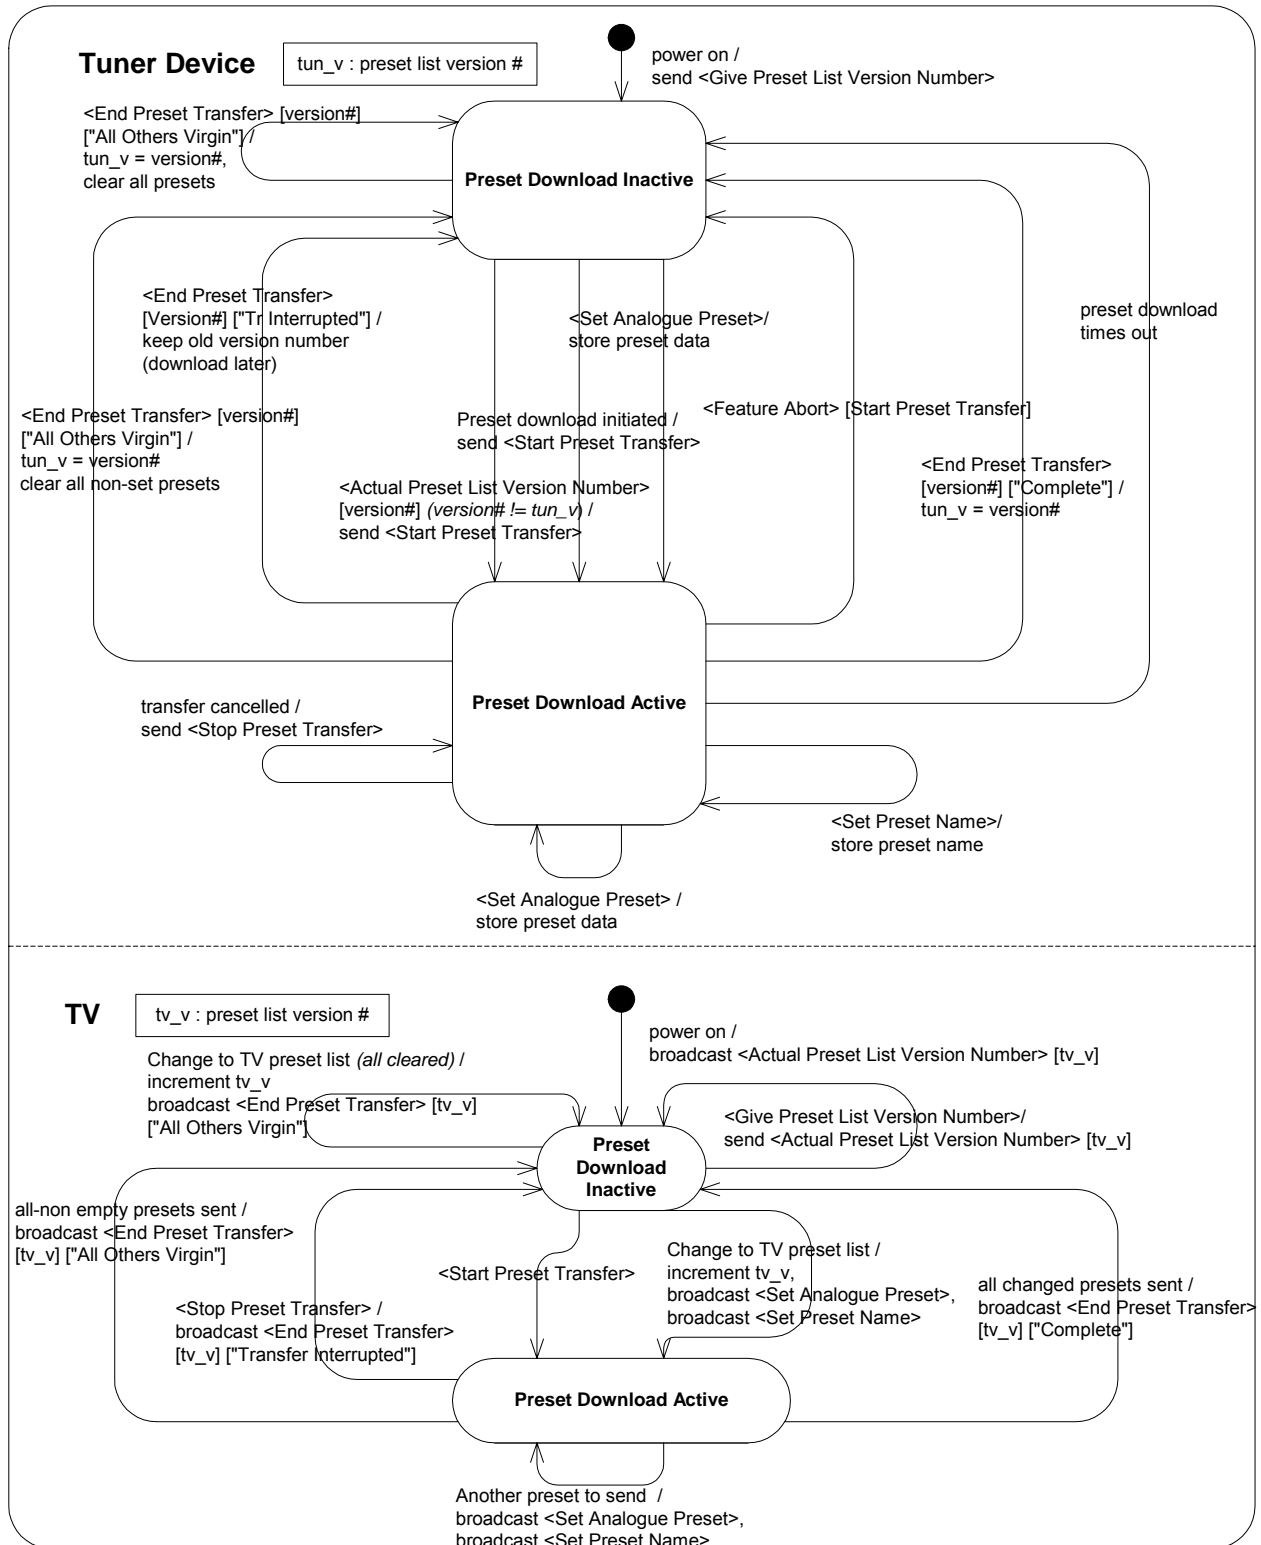 Tuner Device
tun_v : preset list version #
power on /
send <Give Preset List Version Number>
<End Preset Transfer> [version#]
["All Others Virgin"] /
tun_v = version#,
clear all presets
Preset Download Inactive
<End Preset Transfer>
[Version#] ["Tr Interrupted"] /
keep old version number
(download later)
<Set Analogue Preset>/
store preset data
preset download
times out
<End Preset Transfer> [version#]
["All Others Virgin"] /
tun_v = version#
clear all non-set presets
Preset download initiated /
send <Start Preset Transfer>
<Feature Abort> [Start Preset Transfer]
<Actual Preset List Version Number>
[version#] (version# != tun_v) /
send <Start Preset Transfer>
<End Preset Transfer>
[version#] ["Complete"] /
tun_v = version#
Preset Download Active
transfer cancelled /
send <Stop Preset Transfer>
<Set Preset Name>/
store preset name
<Set Analogue Preset> /
store preset data
TV
tv_v : preset list version #
power on /
broadcast <Actual Preset List Version Number> [tv_v]
Change to TV preset list (all cleared) /
increment tv_v
broadcast <End Preset Transfer> [tv_v]
["All Others Virgin"]
<Give Preset List Version Number>/
send <Actual Preset List Version Number> [tv_v]
Preset
Download
Inactive
all-non empty presets sent /
broadcast <End Preset Transfer>
[tv_v] ["All Others Virgin"]
<Start Preset Transfer>
Change to TV preset list /
increment tv_v,
broadcast <Set Analogue Preset>,
broadcast <Set Preset Name>
all changed presets sent /
broadcast <End Preset Transfer>
[tv_v] ["Complete"]
<Stop Preset Transfer> /
broadcast <End Preset Transfer>
[tv_v] ["Transfer Interrupted"]
Preset Download Active
Another preset to send /
broadcast <Set Analogue Preset>,
broadcast <Set Preset Name>